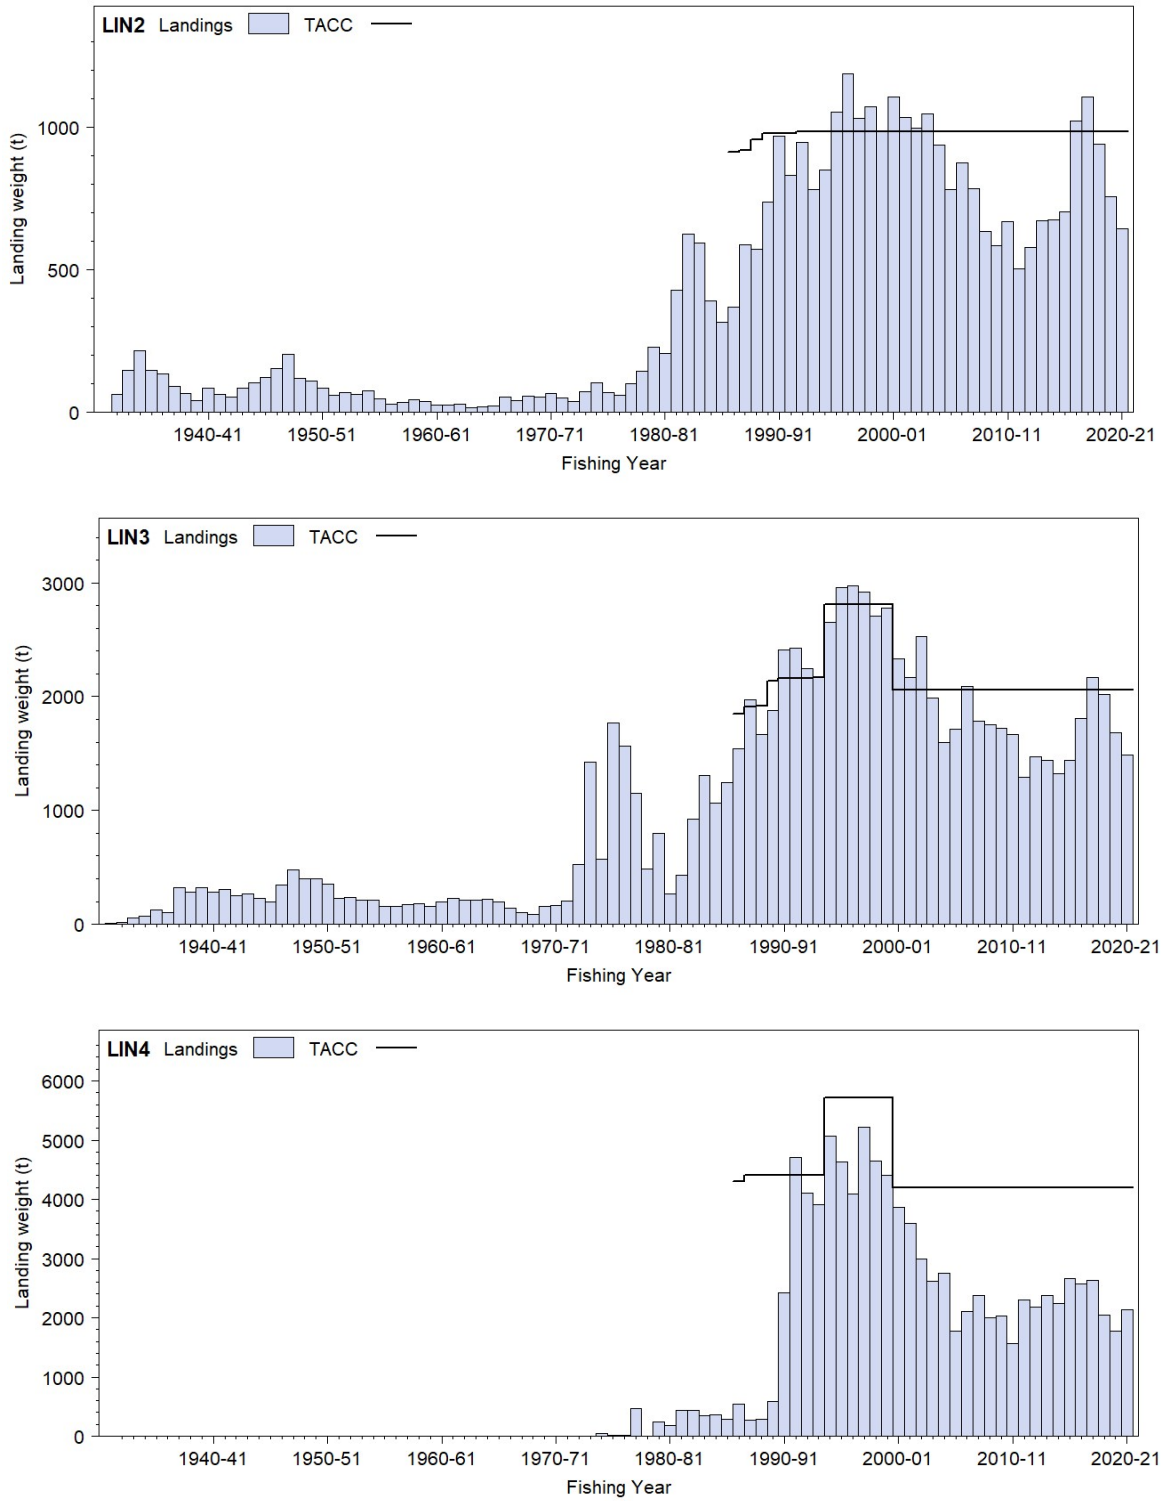 LIN2 Landings TACC
Landing weight (t)
1000
500
0
1940-41 1950-51 1960-61 1970-71 1980-81 1990-91 2000-01 2010-11 2020-21
Fishing Year
LIN3 Landings TACC
Landing weight (t)
3000
2000
1000
0
1940-41 1950-51 1960-61 1970-71 1980-81 1990-91 2000-01 2010-11 2020-21
Fishing Year
LIN4 Landings TACC
Landing weight (t)
6000
5000
4000
3000
2000
1000
0
1940-41 1950-51 1960-61 1970-71 1980-81 1990-91 2000-01 2010-11 2020-21
Fishing Year